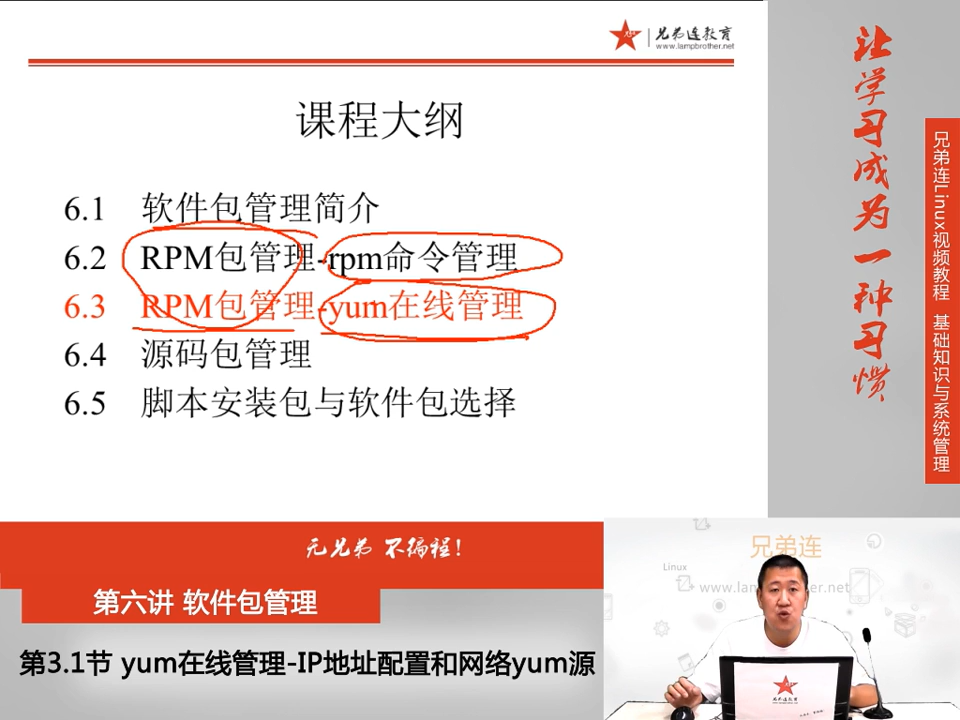 兄弟连教育
www.lampbrother.net
课程大纲
6.1 软件包管理简介
6.2 RPM包管理-rpm命令管理
6.3 RPM包管理-yum在线管理
6.4 源码包管理
6.5 脚本安装包与软件包选择
让学习成为一种习惯
兄弟连Linux视频教程 基础知识与系统管理
无兄弟 不编程!
第六讲 软件包管理
第3.1节 yum在线管理-IP地址配置和网络yum源
兄弟连
Linux
兄弟连教育